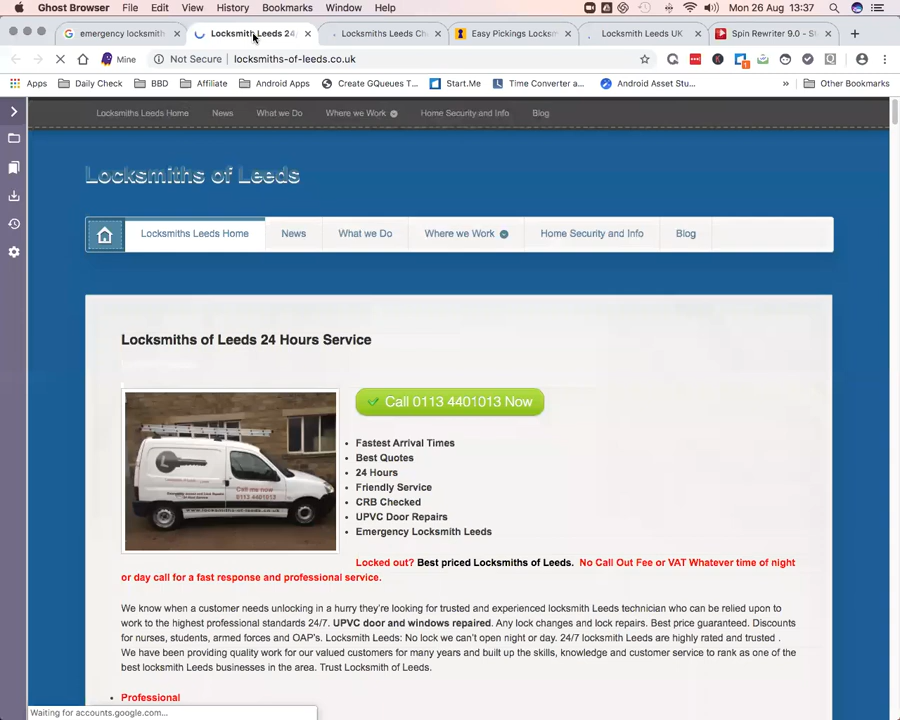 Ghost Browser File Edit View History Bookmarks Window Help Mon 26 Aug 13:37
emergency locksmith × Locksmith Leeds 24 × Locksmiths Leeds Ch × Easy Pickings Locksm × Locksmith Leeds UK × Spin Rewriter 9.0 - St × +
Mine Not Secure locksmiths-of-leeds.co.uk
Apps Daily Check BBD Affiliate Android Apps Create GQueues T... Start.Me Time Converter a... Android Asset Stu... » Other Bookmarks
Locksmiths Leeds Home News What we Do Where we Work Home Security and Info Blog
Locksmiths of Leeds
Locksmiths Leeds Home News What we Do Where we Work Home Security and Info Blog
Locksmiths of Leeds 24 Hours Service
Call 0113 4401013 Now
• Fastest Arrival Times
• Best Quotes
• 24 Hours
• Friendly Service
• CRB Checked
• UPVC Door Repairs
• Emergency Locksmith Leeds
Call me now
0113 4401013
www.locksmiths-of-leeds.co.uk
Locked out? Best priced Locksmiths of Leeds. No Call Out Fee or VAT Whatever time of night
or day call for a fast response and professional service.
We know when a customer needs unlocking in a hurry they're looking for trusted and experienced locksmith Leeds technician who can be relied upon to
work to the highest professional standards 24/7. UPVC door and windows repaired. Any lock changes and lock repairs. Best price guaranteed. Discounts
for nurses, students, armed forces and OAP's. Locksmith Leeds: No lock we can't open night or day. 24/7 locksmith Leeds are highly rated and trusted .
We have been providing quality work for our valued customers for many years and built up the skills, knowledge and customer service to rank as one of the
best locksmith Leeds businesses in the area. Trust Locksmith of Leeds.
• Professional
Waiting for accounts.google.com...